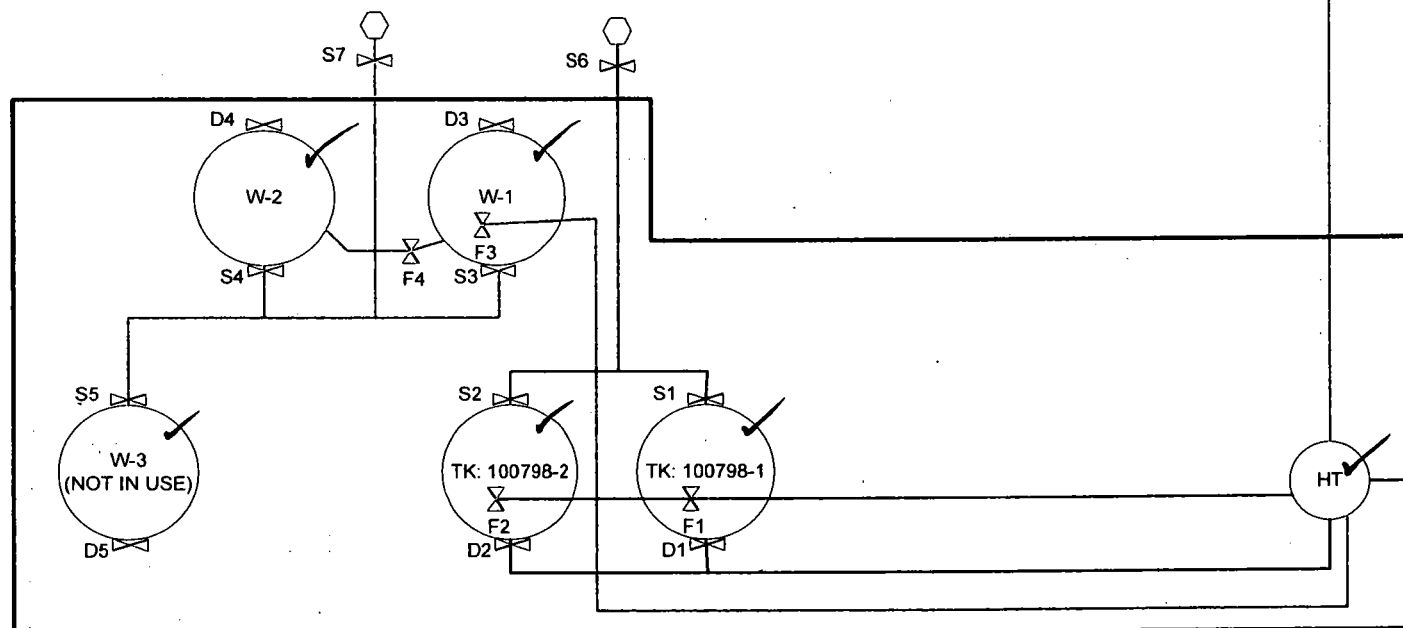 S7
S6
D4
D3
W-2
W-1
F3
F4
S4
S3
S5
S2
S1
W-3
(NOT IN USE)
TK: 100798-2
TK: 100798-1
HT
F2
F1
D5
D2
D1